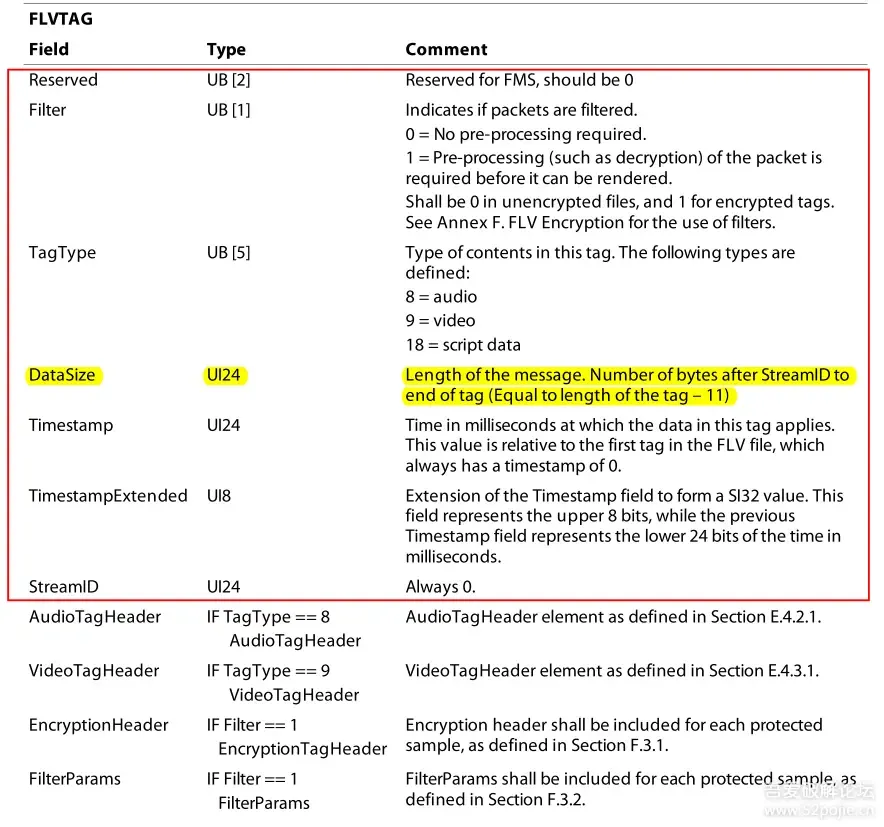 FLVTAG
Field Type Comment
Reserved UB [2] Reserved for FMS, should be 0
Filter UB [1] Indicates if packets are filtered.
0 = No pre-processing required.
1 = Pre-processing (such as decryption) of the packet is
required before it can be rendered.
Shall be 0 in unencrypted files, and 1 for encrypted tags.
See Annex F. FLV Encryption for the use of filters.
TagType UB [5] Type of contents in this tag. The following types are
defined:
8 = audio
9 = video
18 = script data
DataSize UI24 Length of the message. Number of bytes after StreamID to
end of tag (Equal to length of the tag – 11)
Timestamp UI24 Time in milliseconds at which the data in this tag applies.
This value is relative to the first tag in the FLV file, which
always has a timestamp of 0.
TimestampExtended UI8 Extension of the Timestamp field to form a SI32 value. This
field represents the upper 8 bits, while the previous
Timestamp field represents the lower 24 bits of the time in
milliseconds.
StreamID UI24 Always 0.
AudioTagHeader IF TagType == 8 AudioTagHeader element as defined in Section E.4.2.1.
AudioTagHeader
VideoTagHeader IF TagType == 9 VideoTagHeader element as defined in Section E.4.3.1.
VideoTagHeader
EncryptionHeader IF Filter == 1 Encryption header shall be included for each protected
EncryptionTagHeader sample, as defined in Section F.3.1.
FilterParams IF Filter == 1 FilterParams shall be included for each protected sample, as
FilterParams defined in Section F.3.2.
吾爱破解论坛
www.52pojie.cn